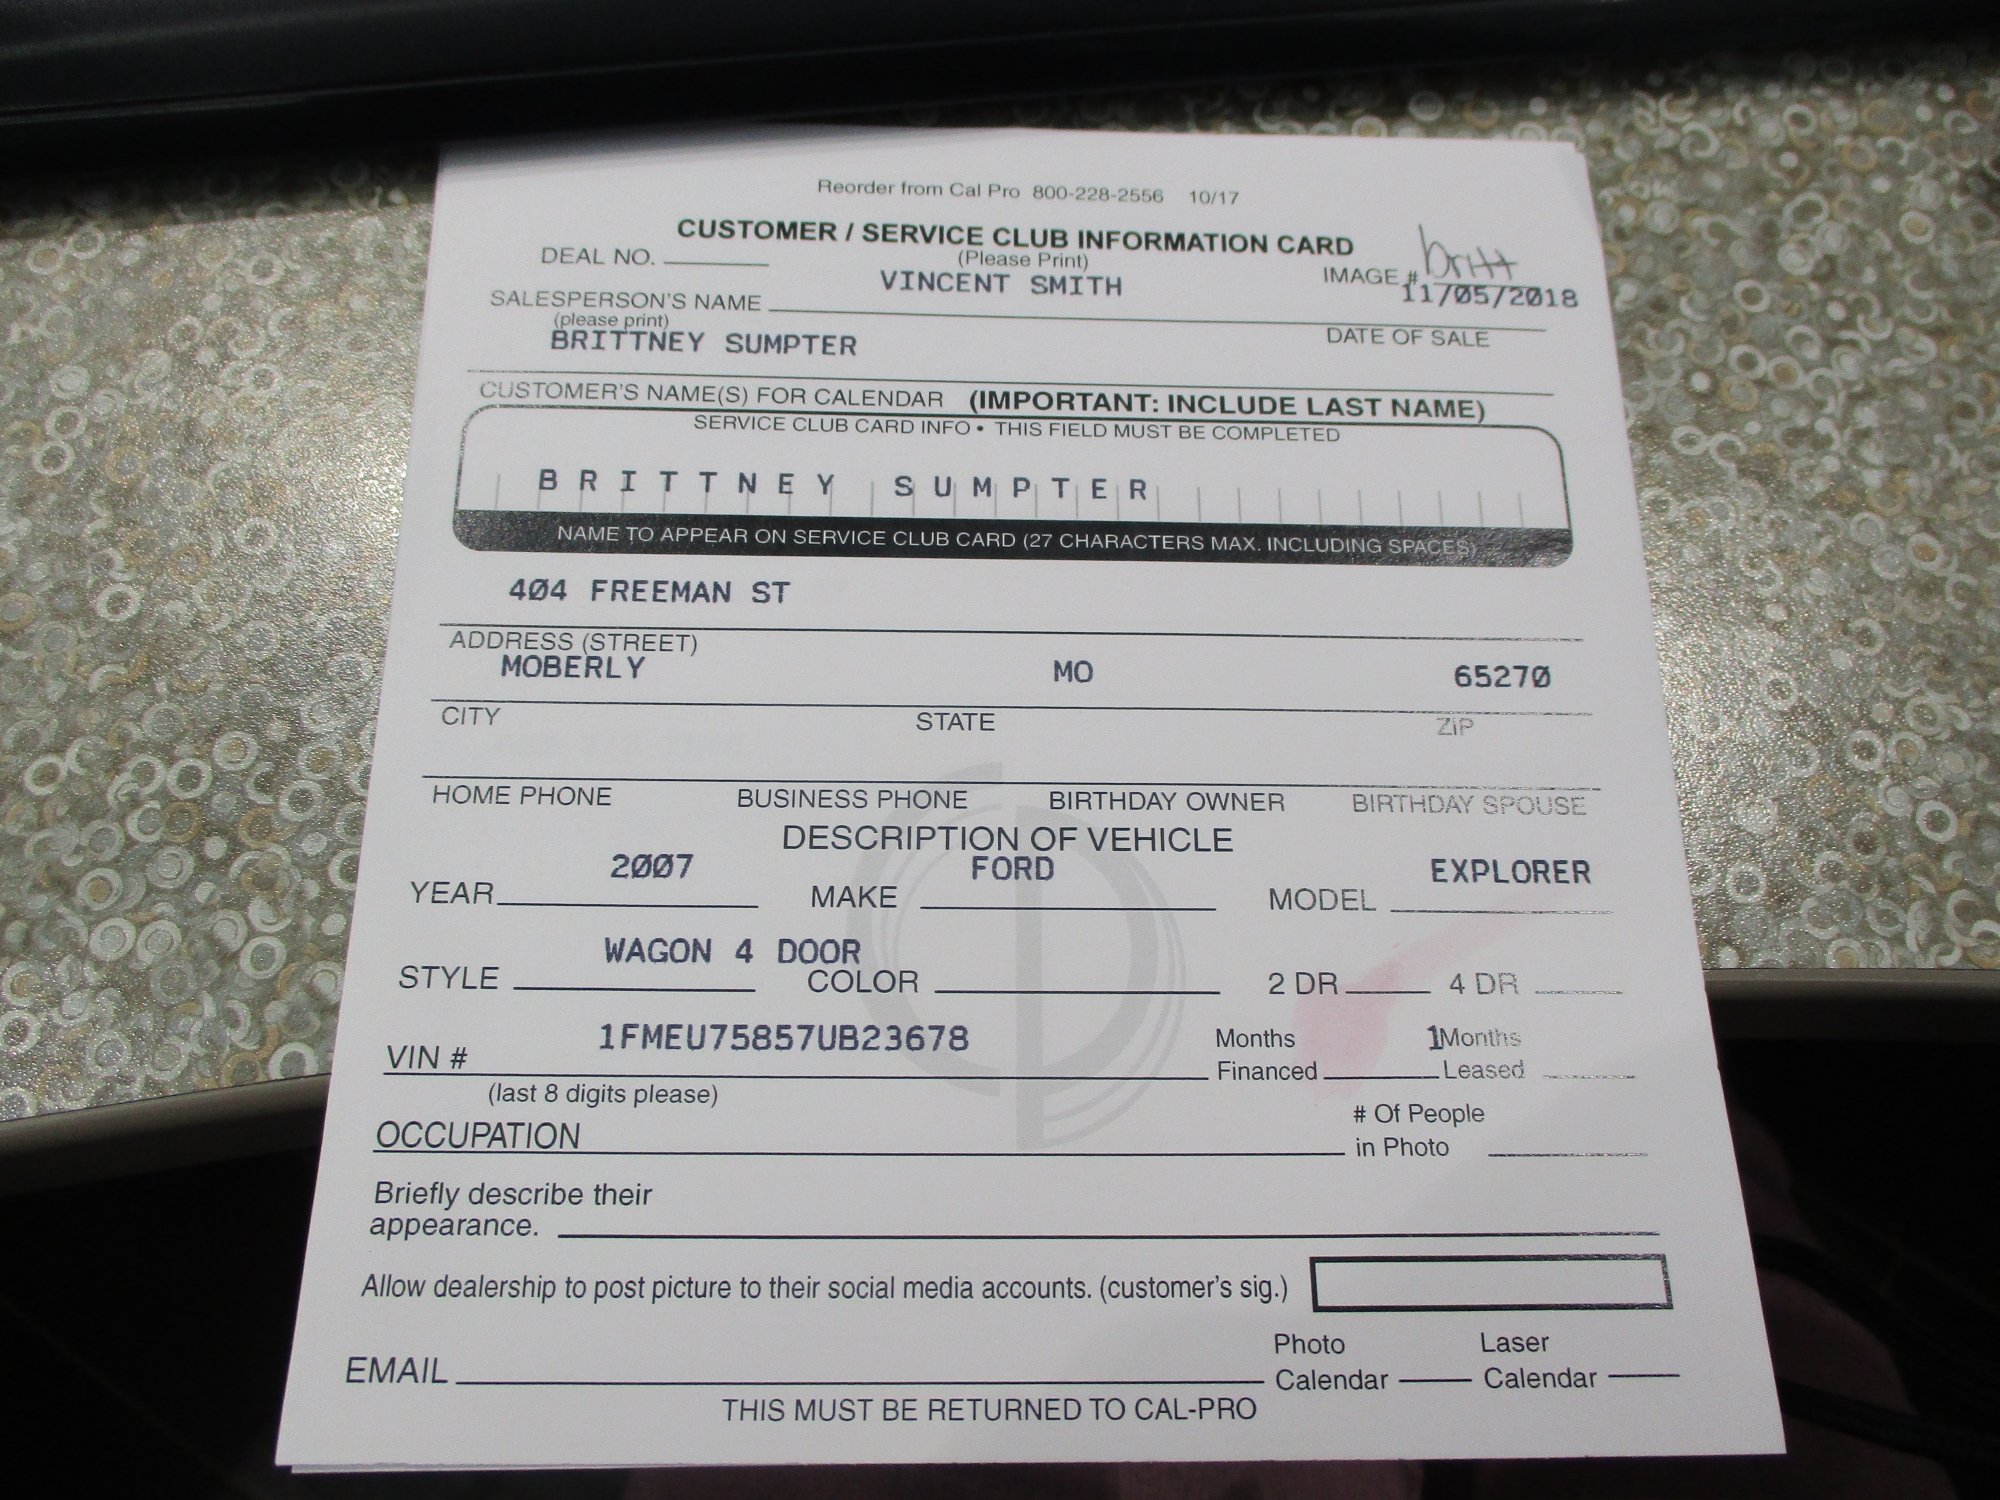 Reorder from Cal Pro 800-228-2556 10/17
CUSTOMER / SERVICE CLUB INFORMATION CARD
DEAL NO. (Please Print) IMAGE # britt
VINCENT SMITH 11/05/2018
SALESPERSON'S NAME DATE OF SALE
(please print)
BRITTNEY SUMPTER
CUSTOMER'S NAME(S) FOR CALENDAR (IMPORTANT: INCLUDE LAST NAME)
SERVICE CLUB CARD INFO • THIS FIELD MUST BE COMPLETED
BRITTNEY SUMPTER
NAME TO APPEAR ON SERVICE CLUB CARD (27 CHARACTERS MAX. INCLUDING SPACES)
404 FREEMAN ST
ADDRESS (STREET)
MOBERLY MO 65270
CITY STATE ZIP
HOME PHONE BUSINESS PHONE BIRTHDAY OWNER BIRTHDAY SPOUSE
DESCRIPTION OF VEHICLE
2007 FORD EXPLORER
YEAR MAKE MODEL
WAGON 4 DOOR
STYLE COLOR 2 DR 4 DR
1FMEU75857UB23678 Months 1 Months
VIN # Financed Leased
(last 8 digits please)
# Of People
OCCUPATION in Photo
Briefly describe their
appearance.
Allow dealership to post picture to their social media accounts. (customer's sig.)
Photo Laser
EMAIL Calendar Calendar
THIS MUST BE RETURNED TO CAL-PRO